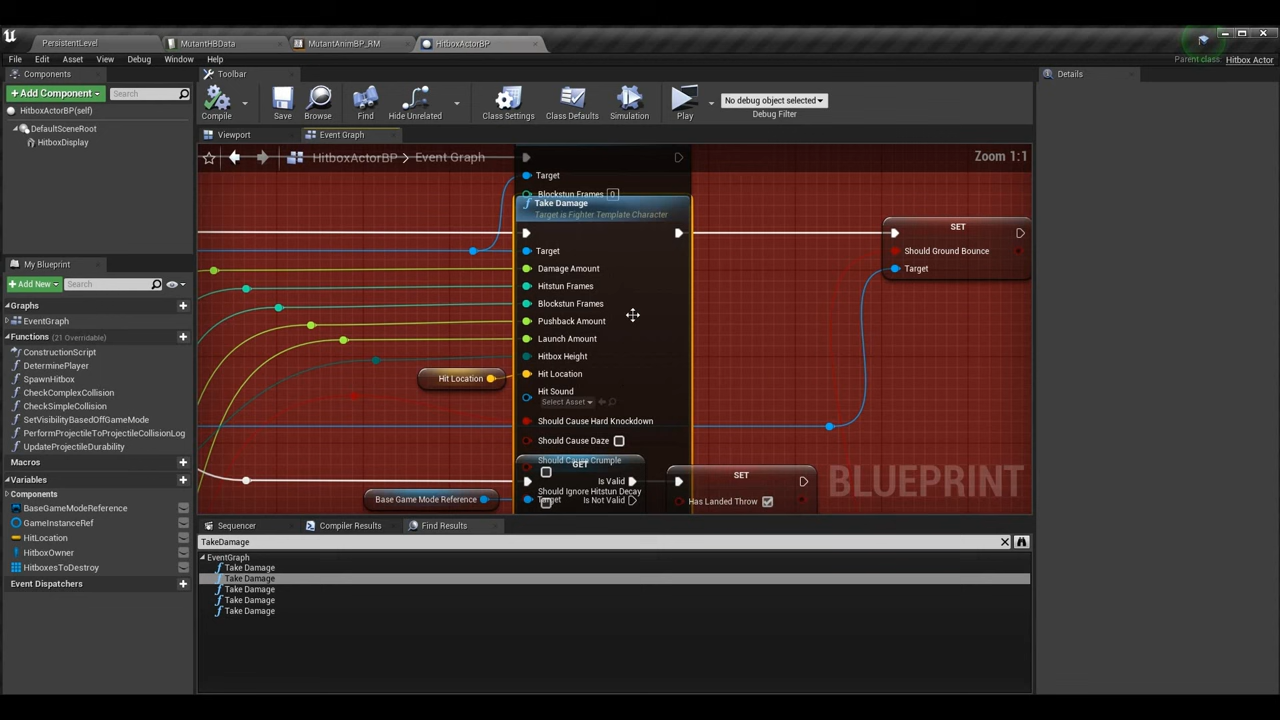 PersistentLevel
MutantHBData
MutantAnimBP_RM
HitboxActorBP
File Edit Asset View Debug Window Help
Parent class: Hitbox Actor
Components
Toolbar
Details
+ Add Component
Search
HitboxActorBP(self)
DefaultSceneRoot
HitboxDisplay
Compile
Save
Browse
Find
Hide Unrelated
Class Settings
Class Defaults
Simulation
Play
No debug object selected
Debug Filter
Viewport
Event Graph
HitboxActorBP > Event Graph
Zoom 1:1
Target
Blockstun Frames 0
Take Damage
Target is Fighter Template Character
Target
Damage Amount
Hitstun Frames
Blockstun Frames
Pushback Amount
Launch Amount
Hitbox Height
Hit Location
Hit Location
Hit Sound
Select Asset
Should Cause Hard Knockdown
Should Cause Daze
Should Cause Crumple
Should Ignore Hitstun Decay
SET
Should Ground Bounce
Target
GET
Is Valid
Target
Is Not Valid
Base Game Mode Reference
SET
Has Landed Throw
BLUEPRINT
My Blueprint
+ Add New
Search
Graphs
EventGraph
Functions (21 Overridable)
ConstructionScript
DeterminePlayer
SpawnHitbox
CheckComplexCollision
CheckSimpleCollision
SetVisibilityBasedOffGameMode
PerformProjectileToProjectileCollisionLog
UpdateProjectileDurability
Macros
Variables
Components
BaseGameModeReference
GameInstanceRef
HitLocation
HitboxOwner
HitboxesToDestroy
Event Dispatchers
Sequencer
Compiler Results
Find Results
TakeDamage
EventGraph
Take Damage
Take Damage
Take Damage
Take Damage
Take Damage